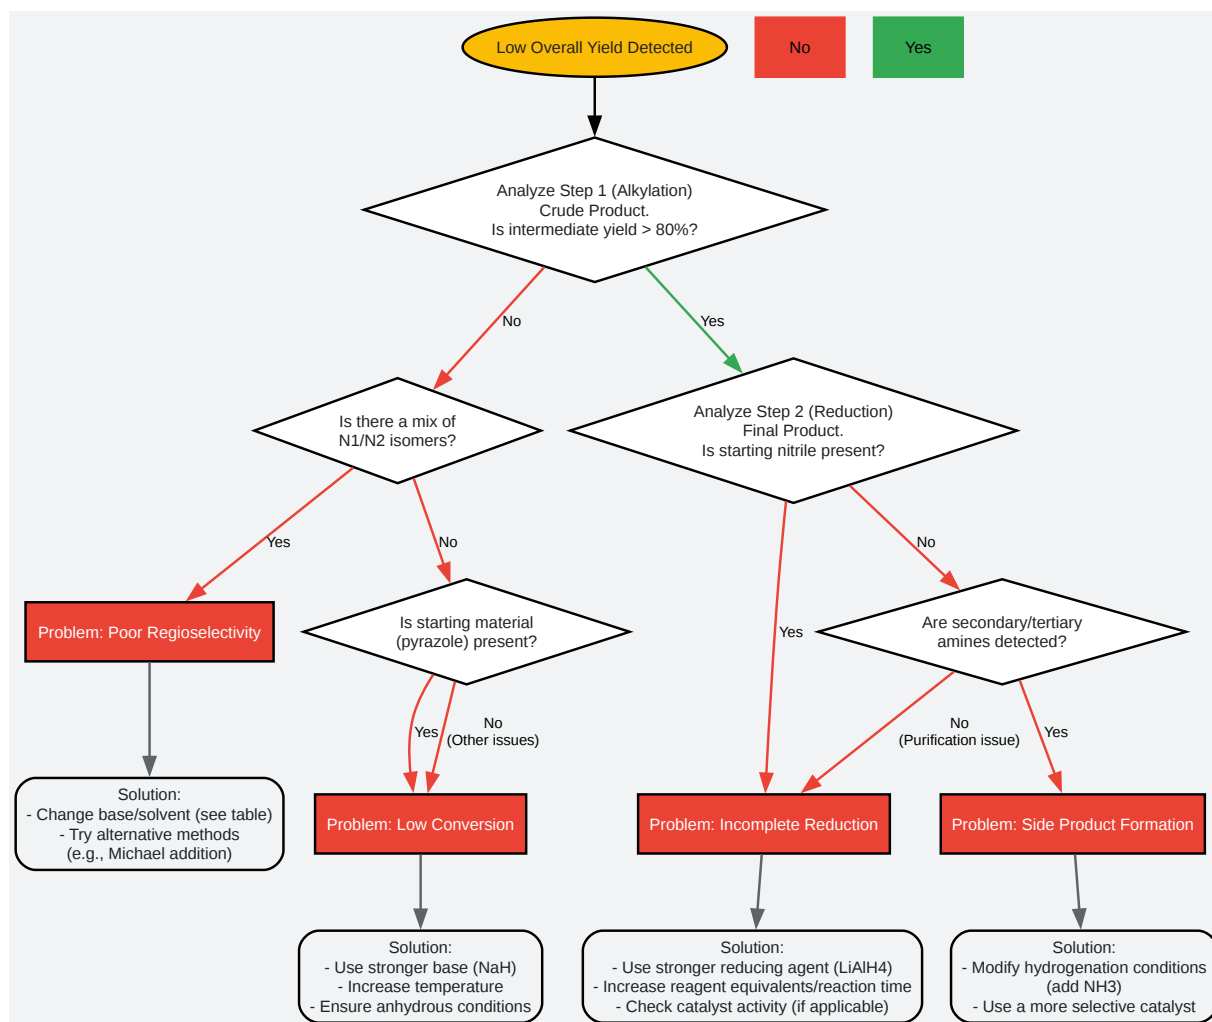 Low Overall Yield Detected
No
Yes
Analyze Step 1 (Alkylation)
Crude Product.
Is intermediate yield > 80%?
No
Yes
Is there a mix of
N1/N2 isomers?
Analyze Step 2 (Reduction)
Final Product.
Is starting nitrile present?
Yes
No
No
Problem: Poor Regioselectivity
Is starting material
(pyrazole) present?
Yes
Are secondary/tertiary
amines detected?
Yes
No
(Other issues)
No
(Purification issue)
Yes
Solution:
- Change base/solvent (see table)
- Try alternative methods
(e.g., Michael addition)
Problem: Low Conversion
Problem: Incomplete Reduction
Problem: Side Product Formation
Solution:
- Use stronger base (NaH)
- Increase temperature
- Ensure anhydrous conditions
Solution:
- Use stronger reducing agent (LiAlH4)
- Increase reagent equivalents/reaction time
- Check catalyst activity (if applicable)
Solution:
- Modify hydrogenation conditions
(add NH3)
- Use a more selective catalyst